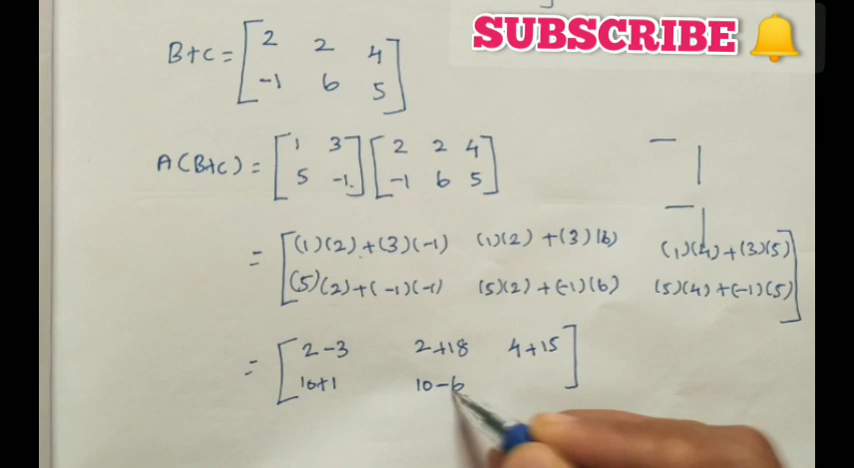 SUBSCRIBE
B+C = [ 2 2 4
-1 6 5 ]
A(B+C) = [ 1 3 ] [ 2 2 4 ]
[ 5 -1 ] [ -1 6 5 ]
= [ (1)(2)+(3)(-1) (1)(2)+(3)(6) (1)(4)+(3)(5)
(5)(2)+(-1)(-1) (5)(2)+(-1)(6) (5)(4)+(-1)(5) ]
= [ 2-3 2+18 4+15
10+1 10-6 ]